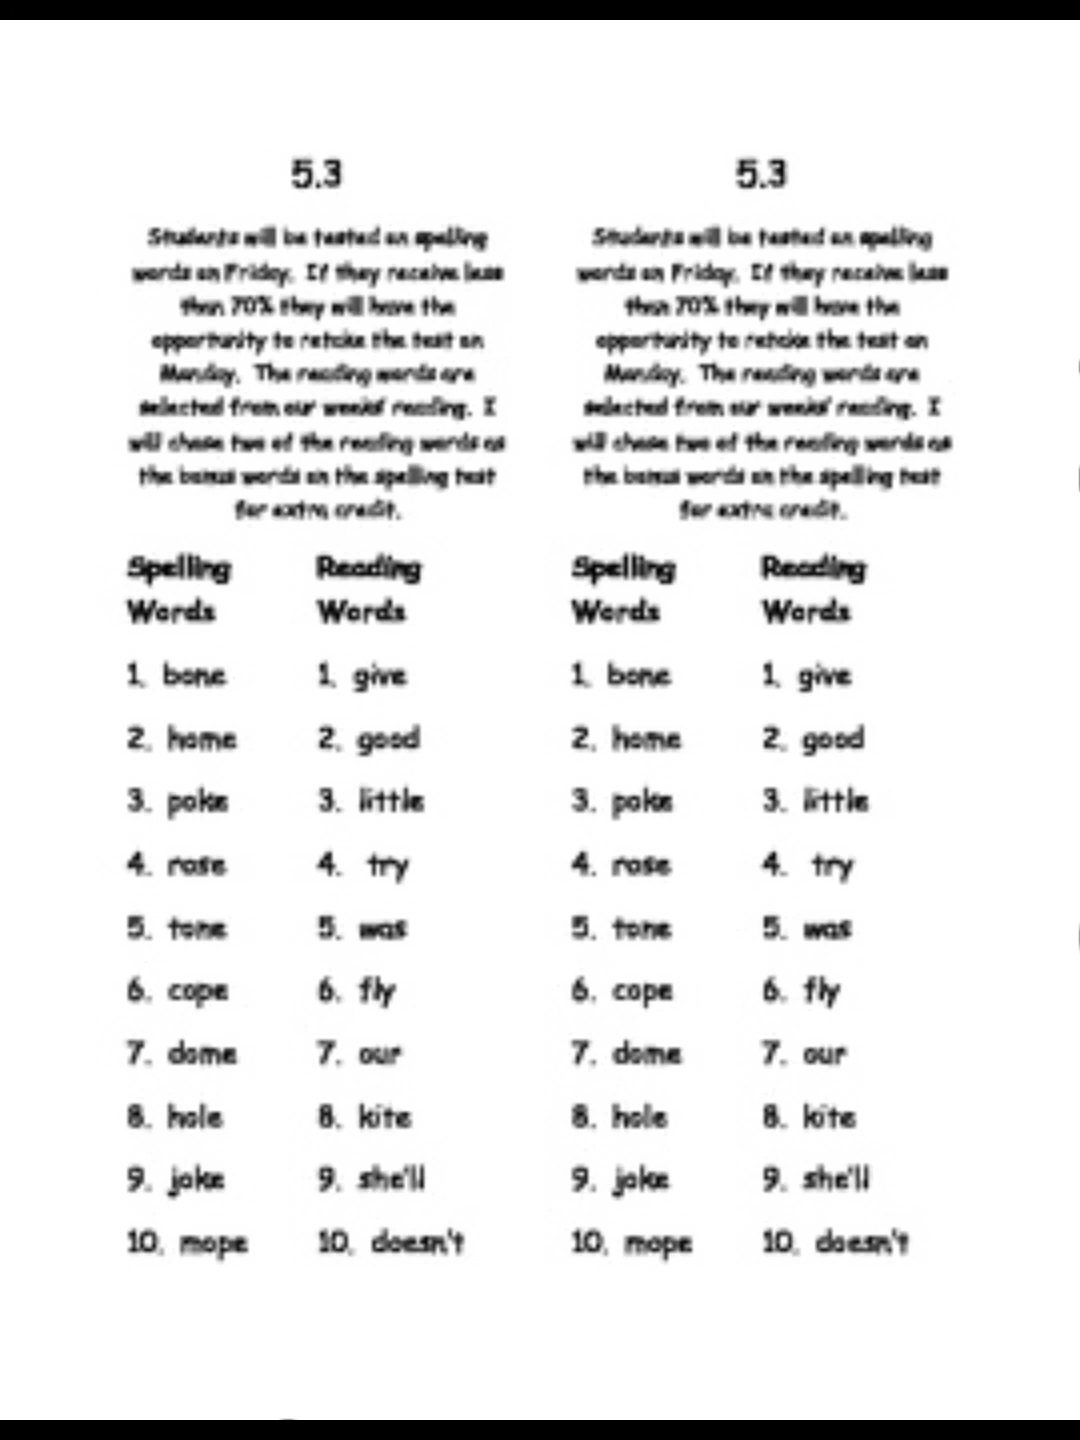 5.3
Students will be tested on spelling
words on Friday. If they receive less
than 70% they will have the
opportunity to retake the test on
Monday. The reading words are
selected from our weeks' reading. I
will chose two of the reading words as
the bonus words on the spelling test
for extra credit.
Spelling Words
Reading Words
1. bone 1. give
2. home 2. good
3. poke 3. little
4. rose 4. try
5. tone 5. was
6. cope 6. fly
7. dome 7. our
8. hole 8. kite
9. joke 9. she'll
10. mope 10. doesn't
5.3
Students will be tested on spelling
words on Friday. If they receive less
than 70% they will have the
opportunity to retake the test on
Monday. The reading words are
selected from our weeks' reading. I
will chose two of the reading words as
the bonus words on the spelling test
for extra credit.
Spelling Words
Reading Words
1. bone 1. give
2. home 2. good
3. poke 3. little
4. rose 4. try
5. tone 5. was
6. cope 6. fly
7. dome 7. our
8. hole 8. kite
9. joke 9. she'll
10. mope 10. doesn't